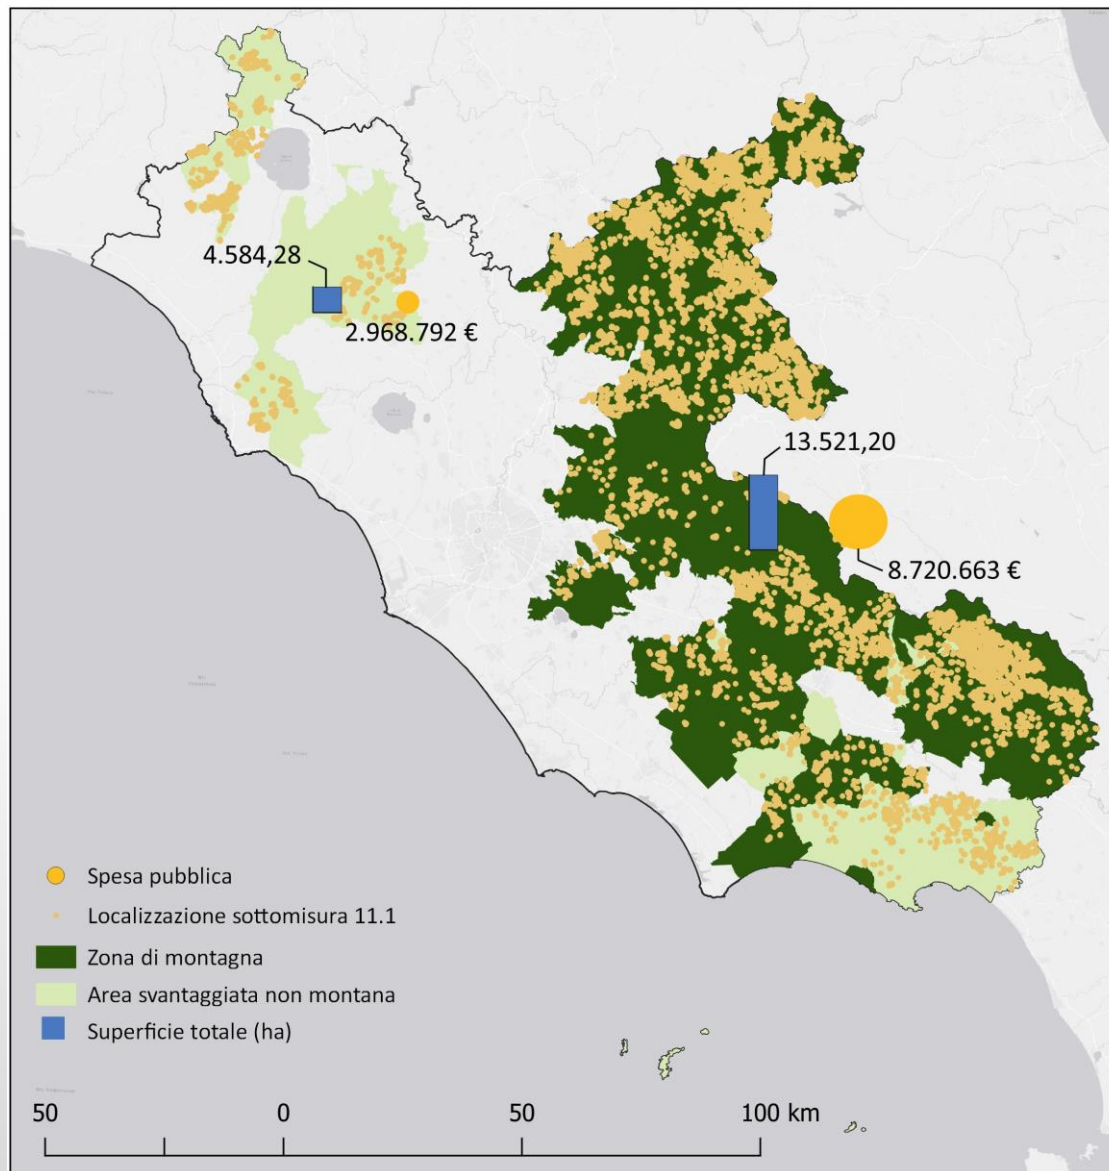 4.584,28
2.968.792 €
13.521,20
8.720.663 €
Spesa pubblica
Localizzazione sottomisura 11.1
Zona di montagna
Area svantaggiata non montana
Superficie totale (ha)
50 0 50 100 km